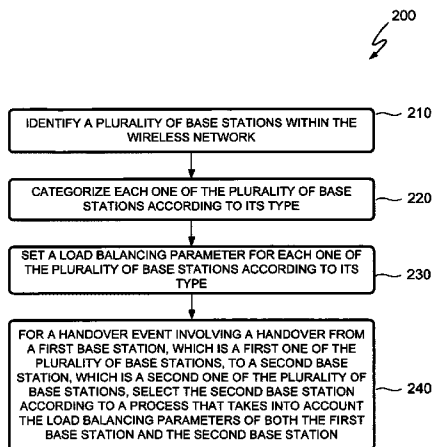 200
210
IDENTIFY A PLURALITY OF BASE STATIONS WITHIN THE
WIRELESS NETWORK
220
CATEGORIZE EACH ONE OF THE PLURALITY OF BASE
STATIONS ACCORDING TO ITS TYPE
230
SET A LOAD BALANCING PARAMETER FOR EACH ONE OF
THE PLURALITY OF BASE STATIONS ACCORDING TO ITS
TYPE
240
FOR A HANDOVER EVENT INVOLVING A HANDOVER FROM
A FIRST BASE STATION, WHICH IS A FIRST ONE OF THE
PLURALITY OF BASE STATIONS, TO A SECOND BASE
STATION, WHICH IS A SECOND ONE OF THE PLURALITY OF
BASE STATIONS, SELECT THE SECOND BASE STATION
ACCORDING TO A PROCESS THAT TAKES INTO ACCOUNT
THE LOAD BALANCING PARAMETERS OF BOTH THE FIRST
BASE STATION AND THE SECOND BASE STATION